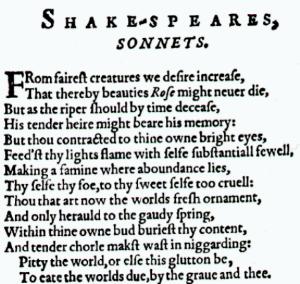 SHAKE-SPEARES,
SONNETS.
FRom faireſt creatures we deſire increaſe,
That thereby beauties Roſe might neuer die,
But as the riper ſhould by time deceaſe,
His tender heire might beare his memory:
But thou contracted to thine owne bright eyes,
Feed'ſt thy lights flame with ſelfe ſubſtantiall fewell,
Making a famine where aboundance lies,
Thy ſelfe thy foe,to thy ſweet ſelfe too cruell:
Thou that art now the worlds freſh ornament,
And only herauld to the gaudy ſpring,
Within thine owne bud burieſt thy content,
And tender chorle makſt waſt in niggarding:
Pitty the world,or elſe this glutton be,
To eate the worlds due,by the graue and thee.